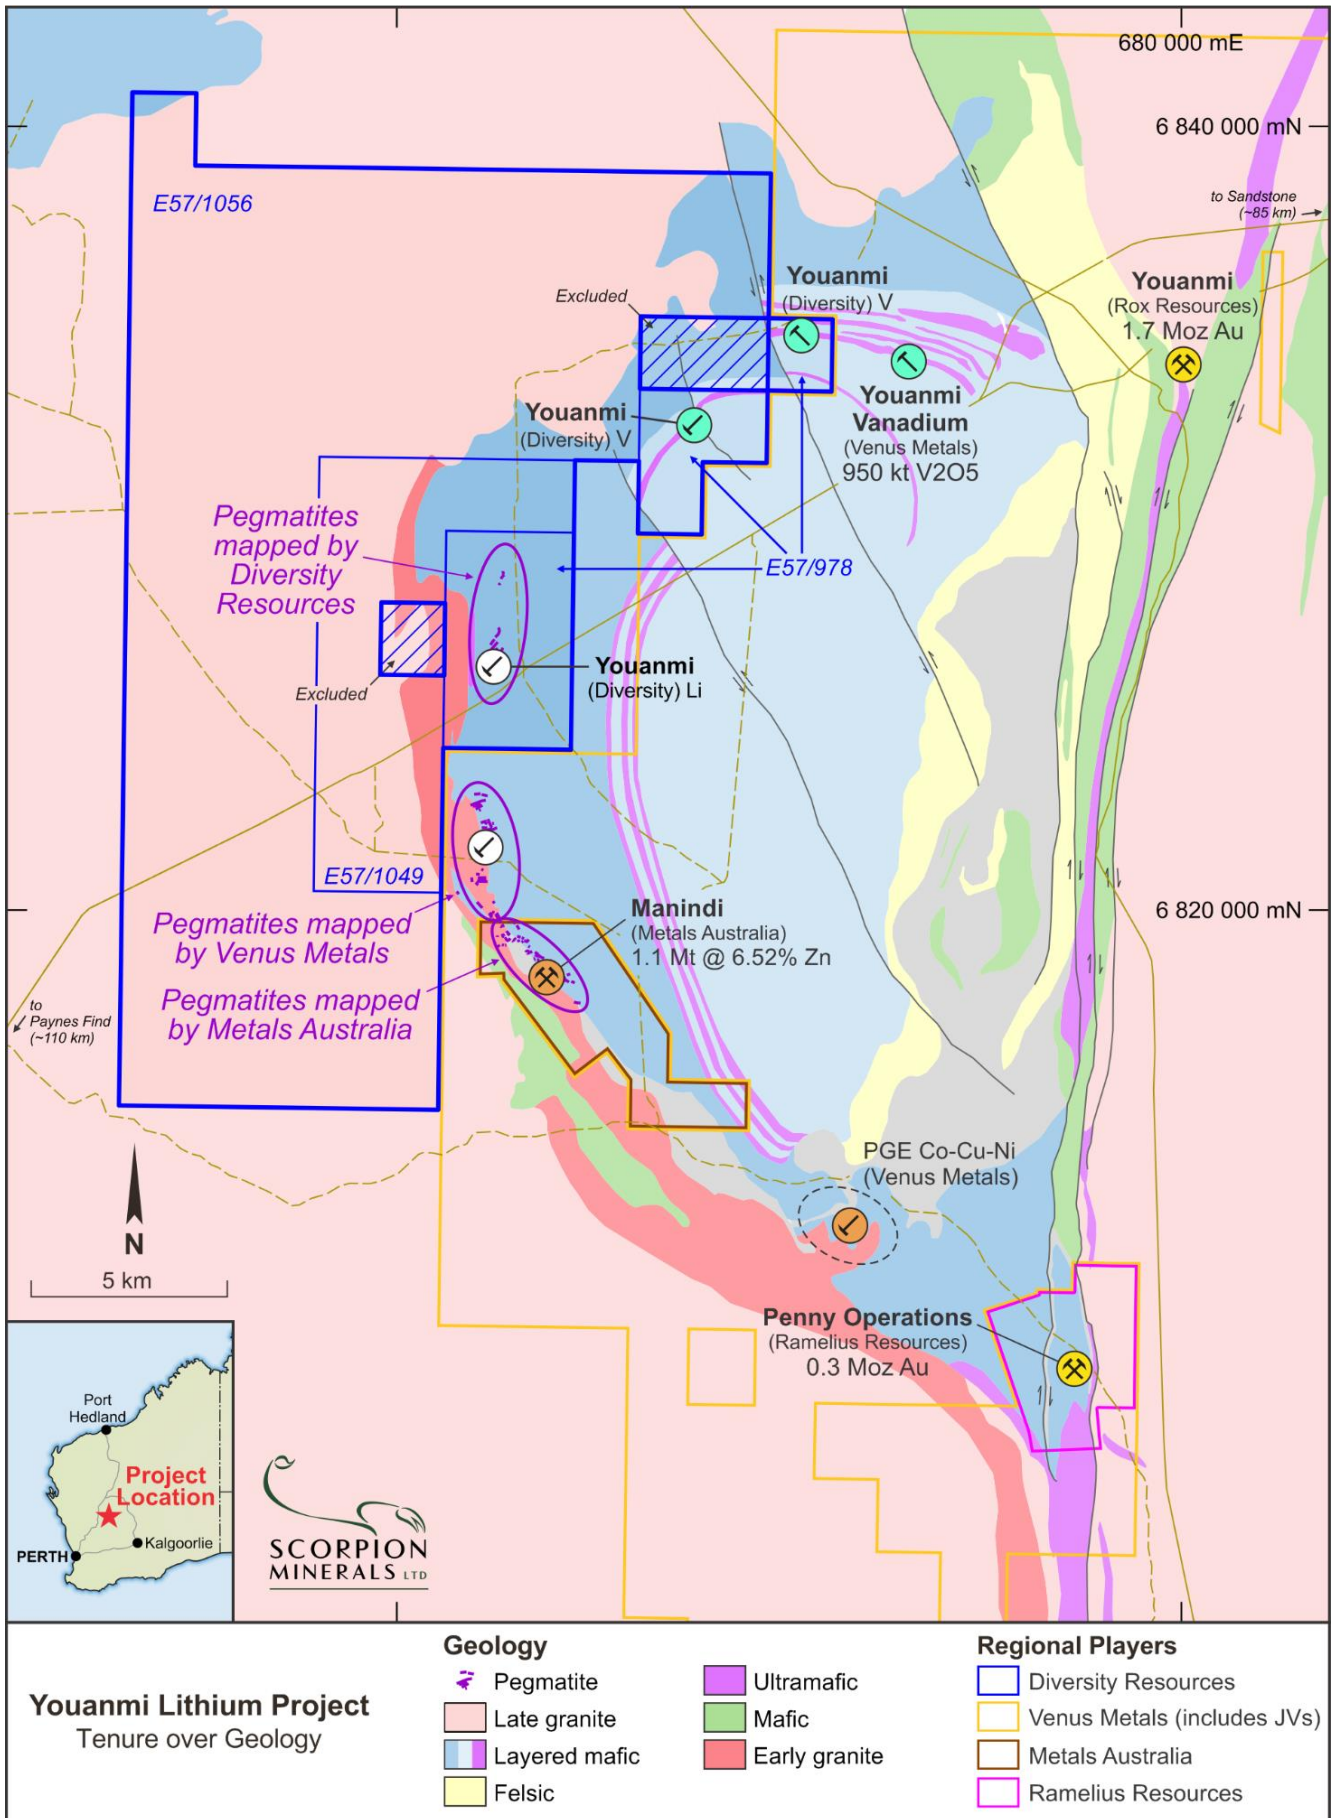 680 000 mE
6 840 000 mN
E57/1056
to Sandstone
(~85 km)
Youanmi
(Diversity) V
Excluded
Youanmi
(Rox Resources)
1.7 Moz Au
Youanmi
(Diversity) V
Youanmi
Vanadium
(Venus Metals)
950 kt V2O5
Pegmatites
mapped by
Diversity
Resources
E57/978
Youanmi
(Diversity) Li
Excluded
E57/1049
Manindi
(Metals Australia)
1.1 Mt @ 6.52% Zn
6 820 000 mN
Pegmatites mapped
by Venus Metals
Pegmatites mapped
by Metals Australia
to
Paynes Find
(~110 km)
PGE Co-Cu-Ni
(Venus Metals)
N
5 km
Penny Operations
(Ramelius Resources)
0.3 Moz Au
Port
Hedland
Project
Location
Kalgoorlie
PERTH
SCORPION
MINERALS LTD
Youanmi Lithium Project
Tenure over Geology
Geology
Pegmatite
Late granite
Layered mafic
Felsic
Ultramafic
Mafic
Early granite
Regional Players
Diversity Resources
Venus Metals (includes JVs)
Metals Australia
Ramelius Resources